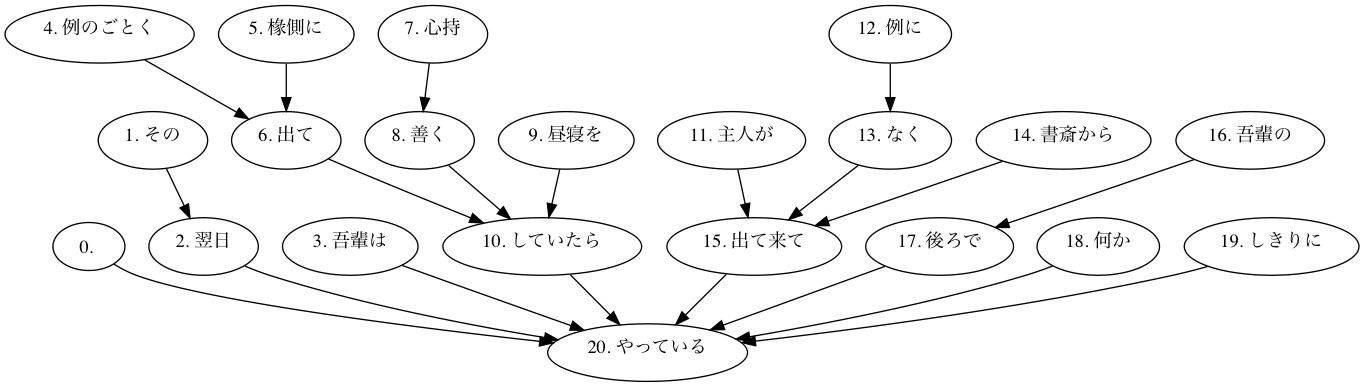 4. 例のごとく 5. 椽側に 7. 心持 12. 例に
1. その 6. 出て 8. 善く 9. 昼寝を 11. 主人が 13. なく 14. 書斎から 16. 吾輩の
0. 2. 翌日 3. 吾輩は 10. していたら 15. 出て来て 17. 後ろで 18. 何か 19. しきりに
20. やっている